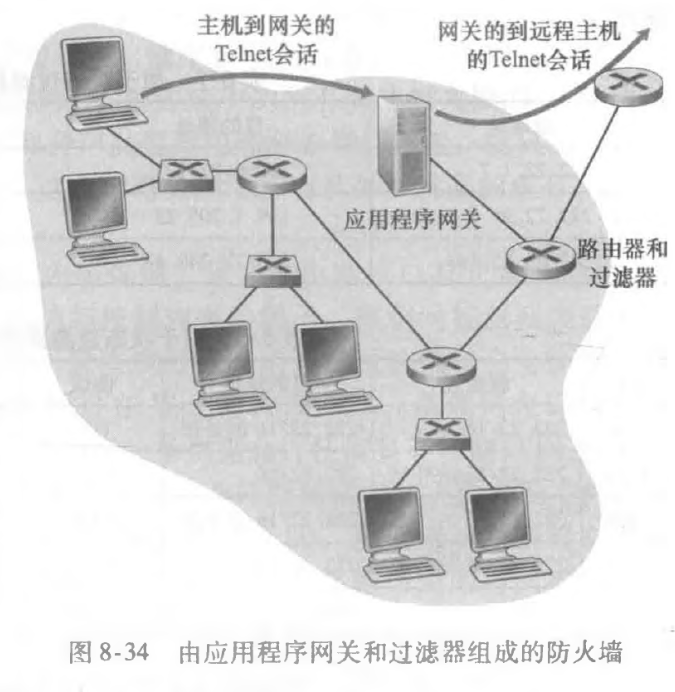 主机到网关的
Telnet会话
网关的到远程主机
的Telnet会话
应用程序网关
路由器和
过滤器
图 8-34 由应用程序网关和过滤器组成的防火墙